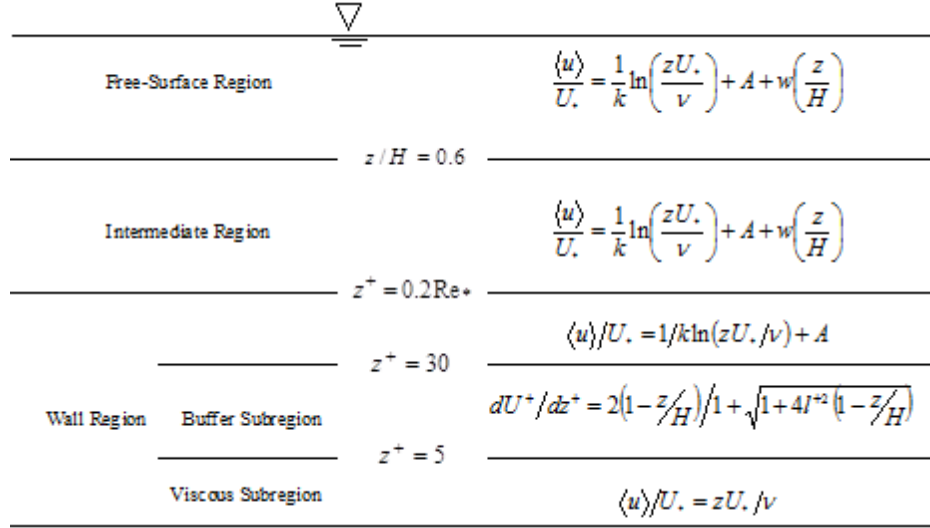 Free-Surface Region ⟨u⟩/U* = 1/k ln(zU*/ν) + A + w(z/H)
z / H = 0.6
Intermediate Region ⟨u⟩/U* = 1/k ln(zU*/ν) + A + w(z/H)
z⁺ = 0.2Re*
⟨u⟩/U* = 1/k ln(zU*/ν) + A
z⁺ = 30
Wall Region Buffer Subregion dU⁺/dz⁺ = 2(1−z/H)/1+√(1+4l⁺²(1−z/H))
z⁺ = 5
Viscous Subregion ⟨u⟩/U* = zU*/ν